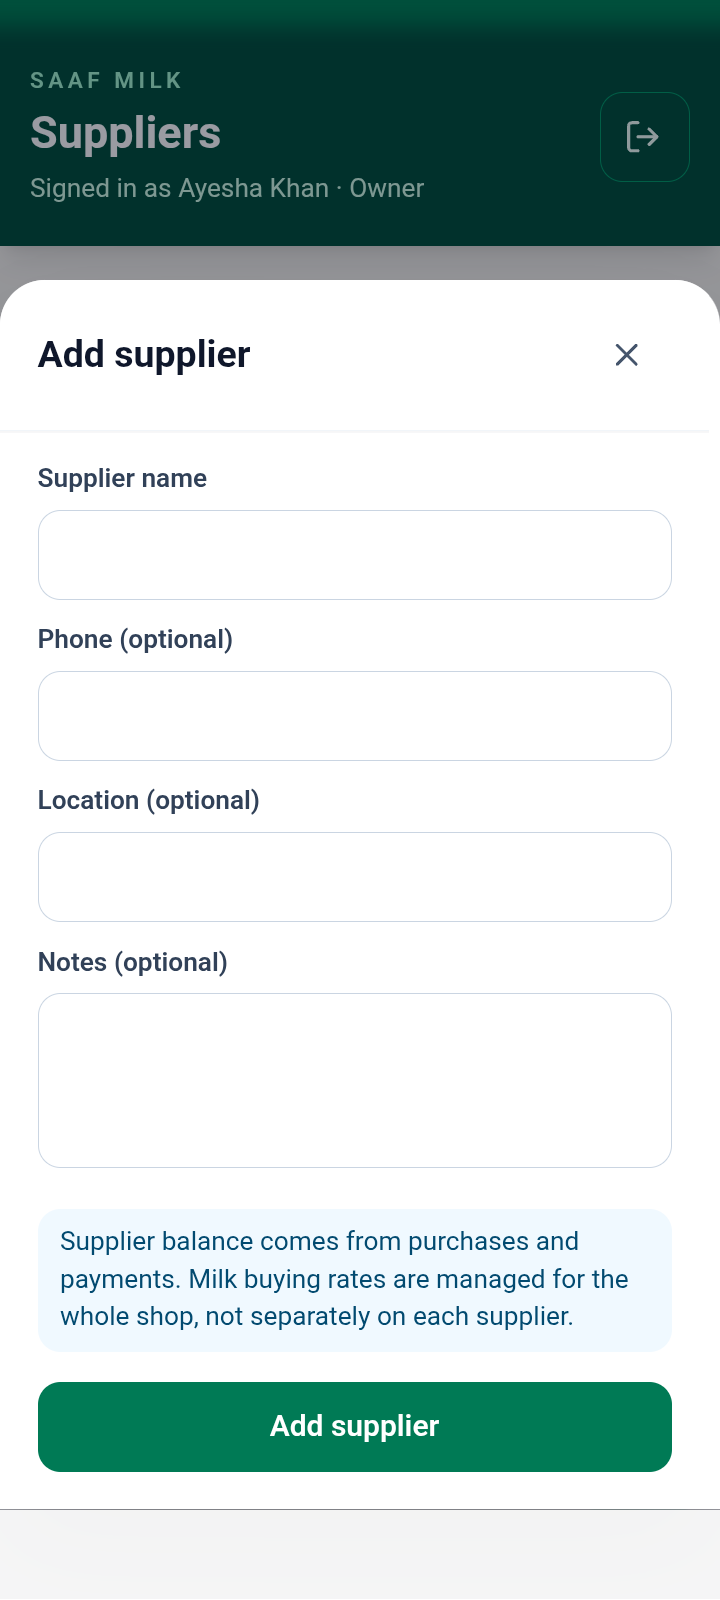 SAAF MILK
Suppliers
Signed in as Ayesha Khan · Owner
Add supplier
Supplier name
Phone (optional)
Location (optional)
Notes (optional)
Supplier balance comes from purchases and
payments. Milk buying rates are managed for the
whole shop, not separately on each supplier.
Add supplier